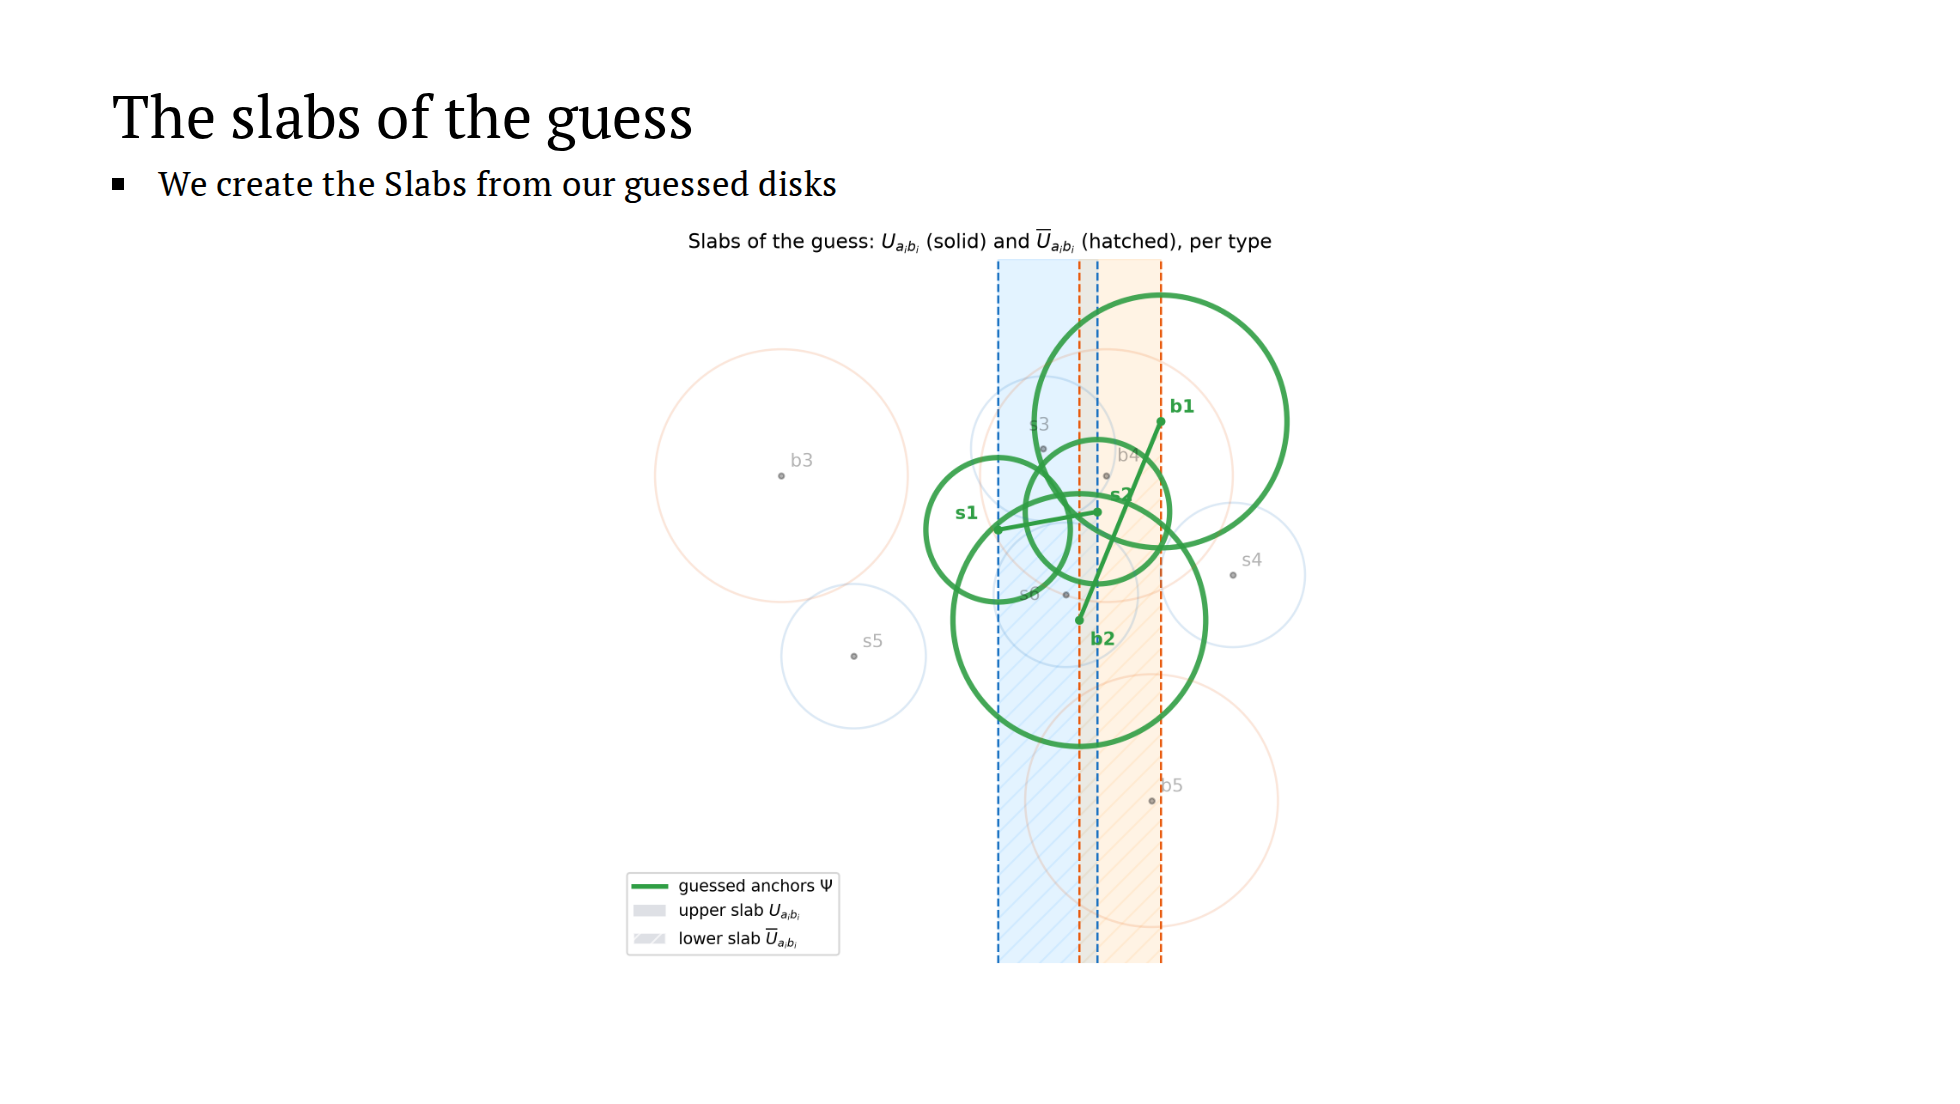 The slabs of the guess
▪ We create the Slabs from our guessed disks
Slabs of the guess: U_{a_i b_i} (solid) and U̅_{a_i b_i} (hatched), per type
b1
s3
b4
b3
s2
s1
s4
s6
b2
s5
b5
guessed anchors Ψ
upper slab U_{a_i b_i}
lower slab U̅_{a_i b_i}